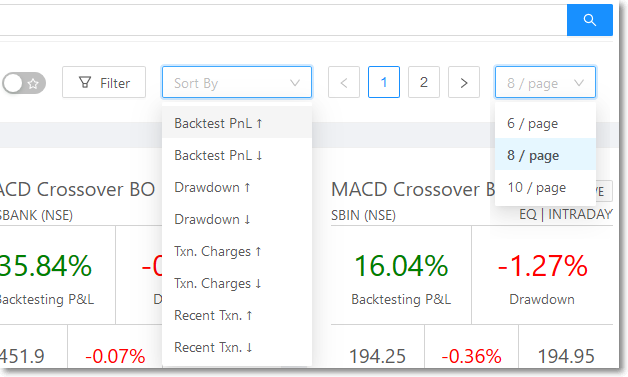 Filter
Sort By
1
2
8 / page
Backtest PnL ↑
Backtest PnL ↓
Drawdown ↑
Drawdown ↓
Txn. Charges ↑
Txn. Charges ↓
Recent Txn. ↑
Recent Txn. ↓
6 / page
8 / page
10 / page
ACD Crossover BO
SBANK (NSE)
35.84%
Backtesting P&L
MACD Crossover B
SBIN (NSE)
EQ | INTRADAY
16.04%
-1.27%
Backtesting P&L
Drawdown
451.9
-0.07%
194.25
-0.36%
194.95